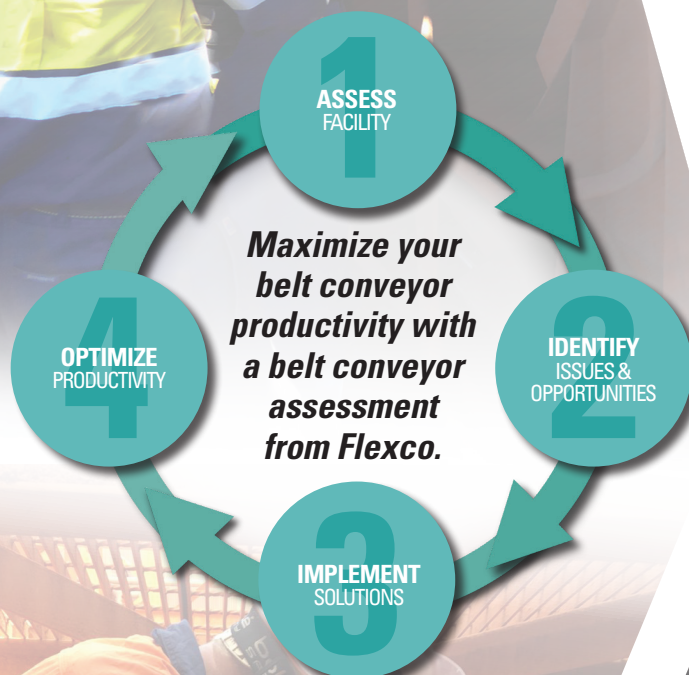 1
ASSESS
FACILITY
Maximize your
belt conveyor
productivity with
a belt conveyor
assessment
from Flexco.
2
IDENTIFY
ISSUES &
OPPORTUNITIES
3
IMPLEMENT
SOLUTIONS
4
OPTIMIZE
PRODUCTIVITY